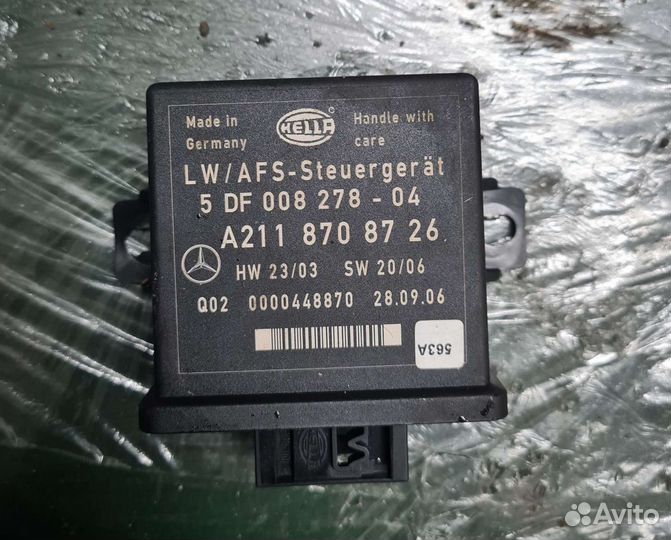 Made in
Germany
HELLA
Handle with
care
LW/AFS-Steuergerät
5 DF 008 278 - 04
A211 870 87 26
HW 23/03 SW 20/06
Q02 0000448870 28.09.06
563A
Avito